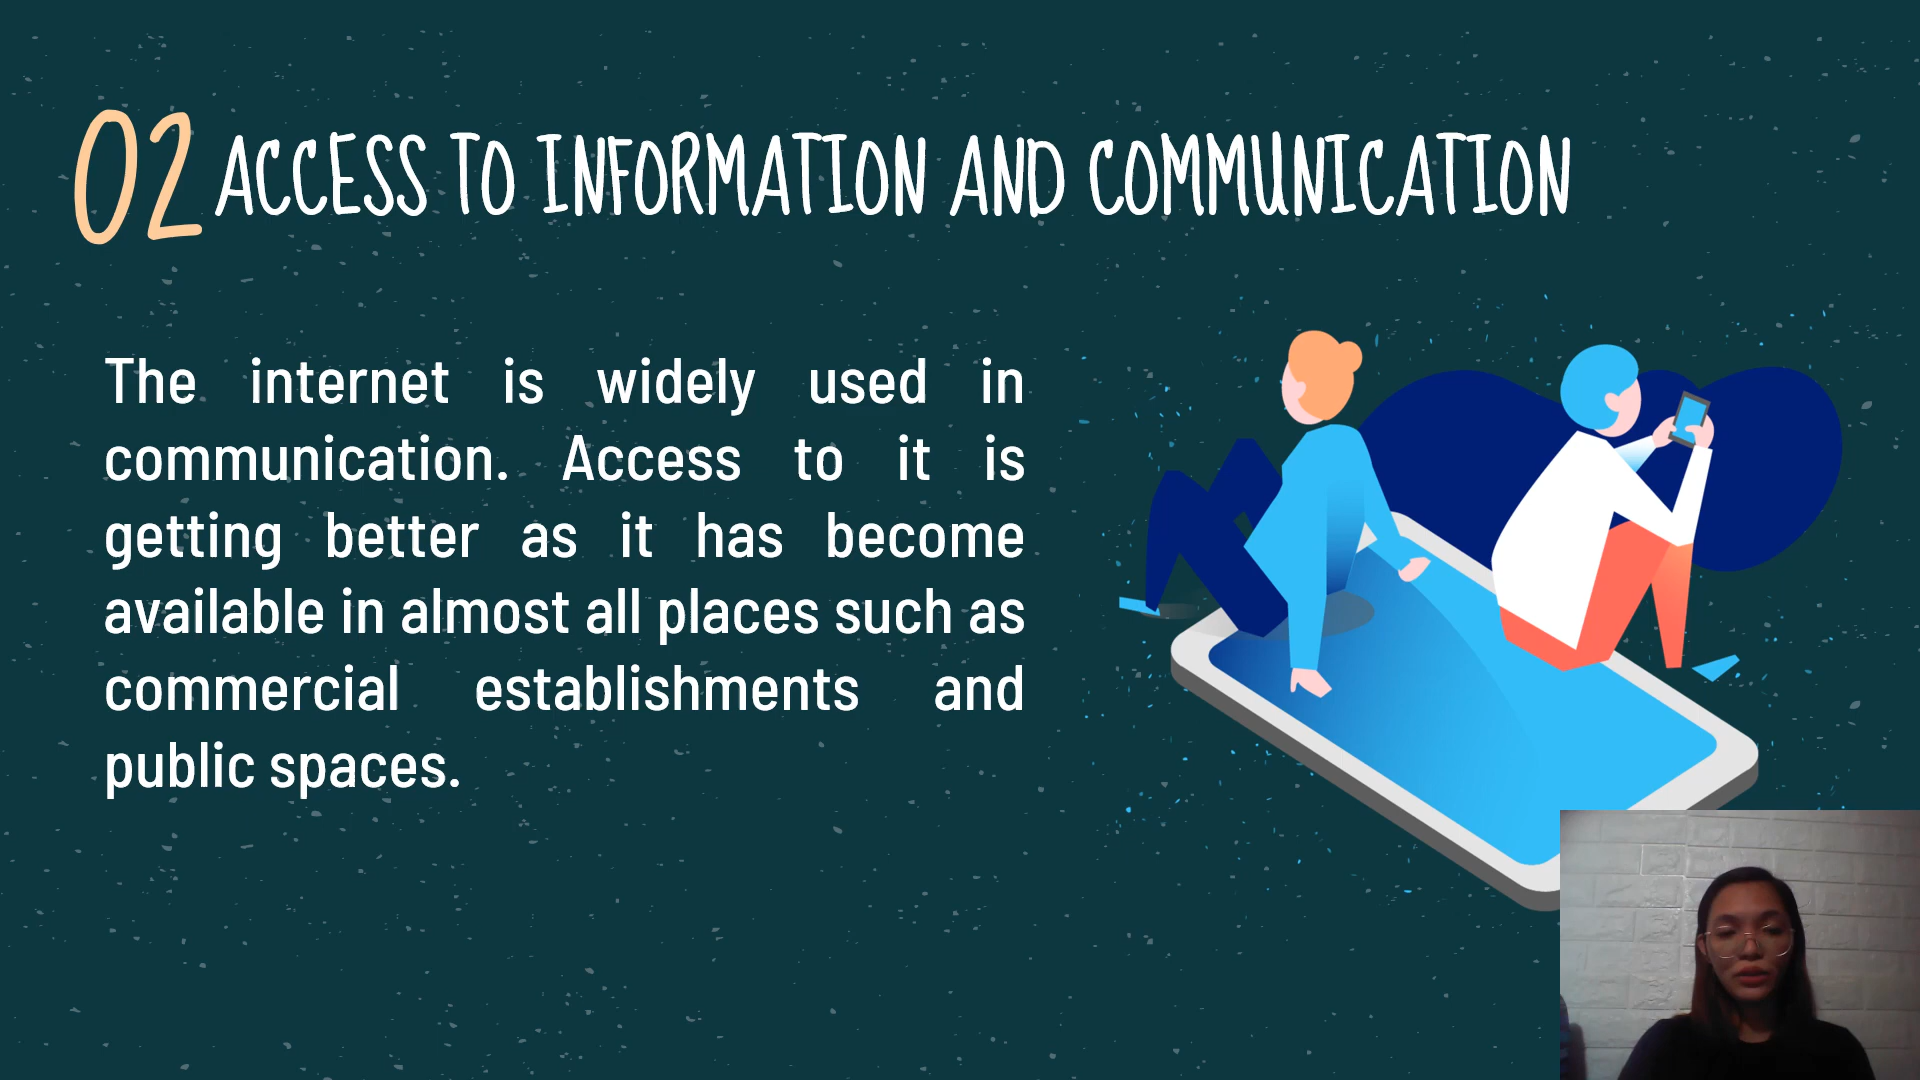 02 ACCESS TO INFORMATION AND COMMUNICATION
The internet is widely used in
communication. Access to it is
getting better as it has become
available in almost all places such as
commercial establishments and
public spaces.